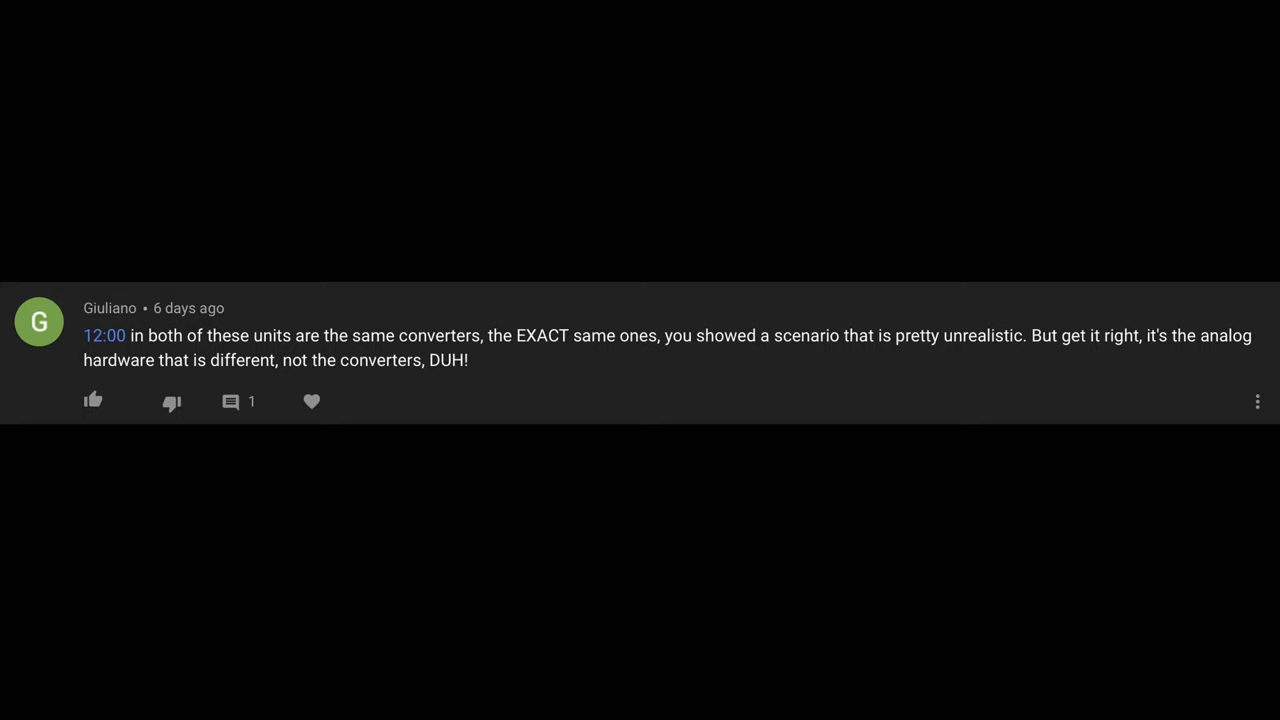 G
Giuliano • 6 days ago
12:00 in both of these units are the same converters, the EXACT same ones, you showed a scenario that is pretty unrealistic. But get it right, it's the analog
hardware that is different, not the converters, DUH!
1